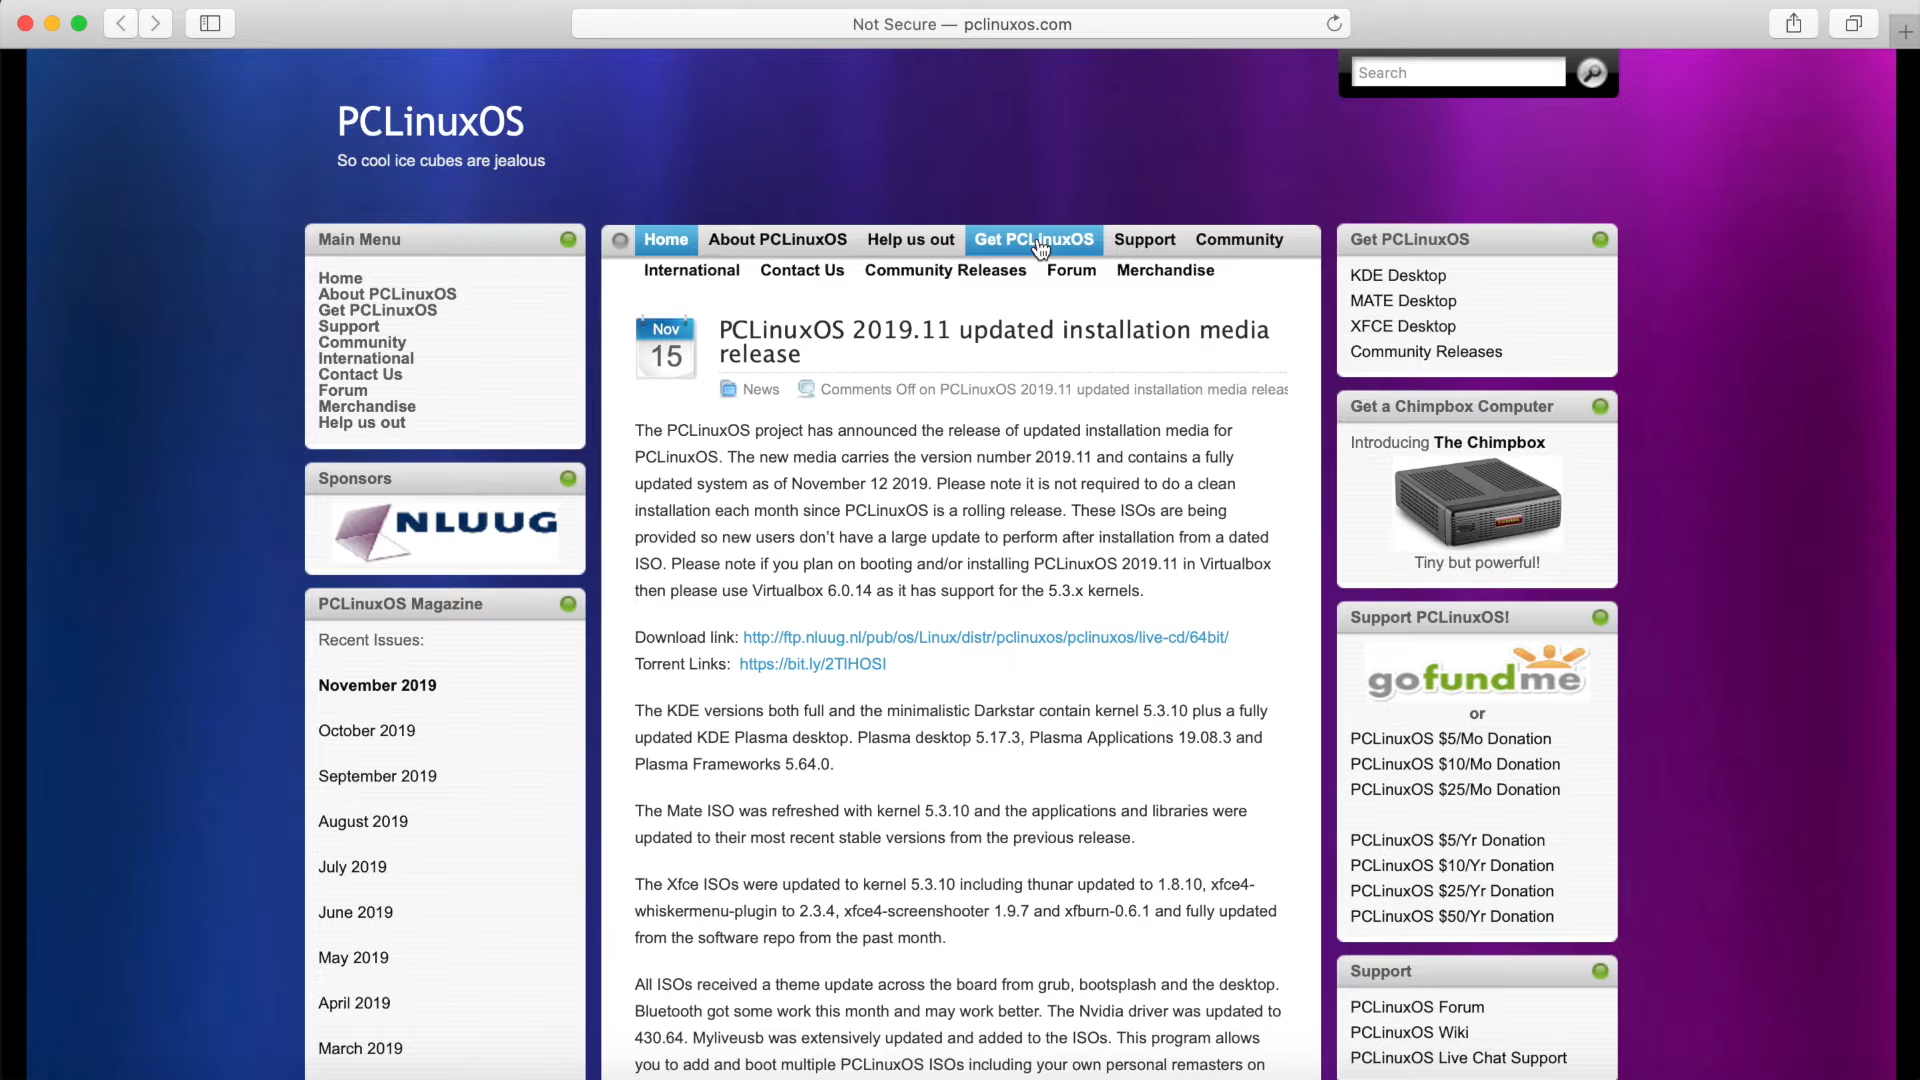 Not Secure — pclinuxos.com
Search
PCLinuxOS
So cool ice cubes are jealous
Main Menu
Home
About PCLinuxOS
Get PCLinuxOS
Support
Community
International
Contact Us
Forum
Merchandise
Help us out
Sponsors
NLUUG
PCLinuxOS Magazine
Recent Issues:
November 2019
October 2019
September 2019
August 2019
July 2019
June 2019
May 2019
April 2019
March 2019
Home About PCLinuxOS Help us out Get PCLinuxOS Support Community
International Contact Us Community Releases Forum Merchandise
Nov
15
PCLinuxOS 2019.11 updated installation media
release
News Comments Off on PCLinuxOS 2019.11 updated installation media releas
The PCLinuxOS project has announced the release of updated installation media for
PCLinuxOS. The new media carries the version number 2019.11 and contains a fully
updated system as of November 12 2019. Please note it is not required to do a clean
installation each month since PCLinuxOS is a rolling release. These ISOs are being
provided so new users don’t have a large update to perform after installation from a dated
ISO. Please note if you plan on booting and/or installing PCLinuxOS 2019.11 in Virtualbox
then please use Virtualbox 6.0.14 as it has support for the 5.3.x kernels.
Download link: http://ftp.nluug.nl/pub/os/Linux/distr/pclinuxos/pclinuxos/live-cd/64bit/
Torrent Links: https://bit.ly/2TlHOSI
The KDE versions both full and the minimalistic Darkstar contain kernel 5.3.10 plus a fully
updated KDE Plasma desktop. Plasma desktop 5.17.3, Plasma Applications 19.08.3 and
Plasma Frameworks 5.64.0.
The Mate ISO was refreshed with kernel 5.3.10 and the applications and libraries were
updated to their most recent stable versions from the previous release.
The Xfce ISOs were updated to kernel 5.3.10 including thunar updated to 1.8.10, xfce4-
whiskermenu-plugin to 2.3.4, xfce4-screenshooter 1.9.7 and xfburn-0.6.1 and fully updated
from the software repo from the past month.
All ISOs received a theme update across the board from grub, bootsplash and the desktop.
Bluetooth got some work this month and may work better. The Nvidia driver was updated to
430.64. Myliveusb was extensively updated and added to the ISOs. This program allows
you to add and boot multiple PCLinuxOS ISOs including your own personal remasters on
Get PCLinuxOS
KDE Desktop
MATE Desktop
XFCE Desktop
Community Releases
Get a Chimpbox Computer
Introducing The Chimpbox
Tiny but powerful!
Support PCLinuxOS!
gofundme
or
PCLinuxOS $5/Mo Donation
PCLinuxOS $10/Mo Donation
PCLinuxOS $25/Mo Donation
PCLinuxOS $5/Yr Donation
PCLinuxOS $10/Yr Donation
PCLinuxOS $25/Yr Donation
PCLinuxOS $50/Yr Donation
Support
PCLinuxOS Forum
PCLinuxOS Wiki
PCLinuxOS Live Chat Support